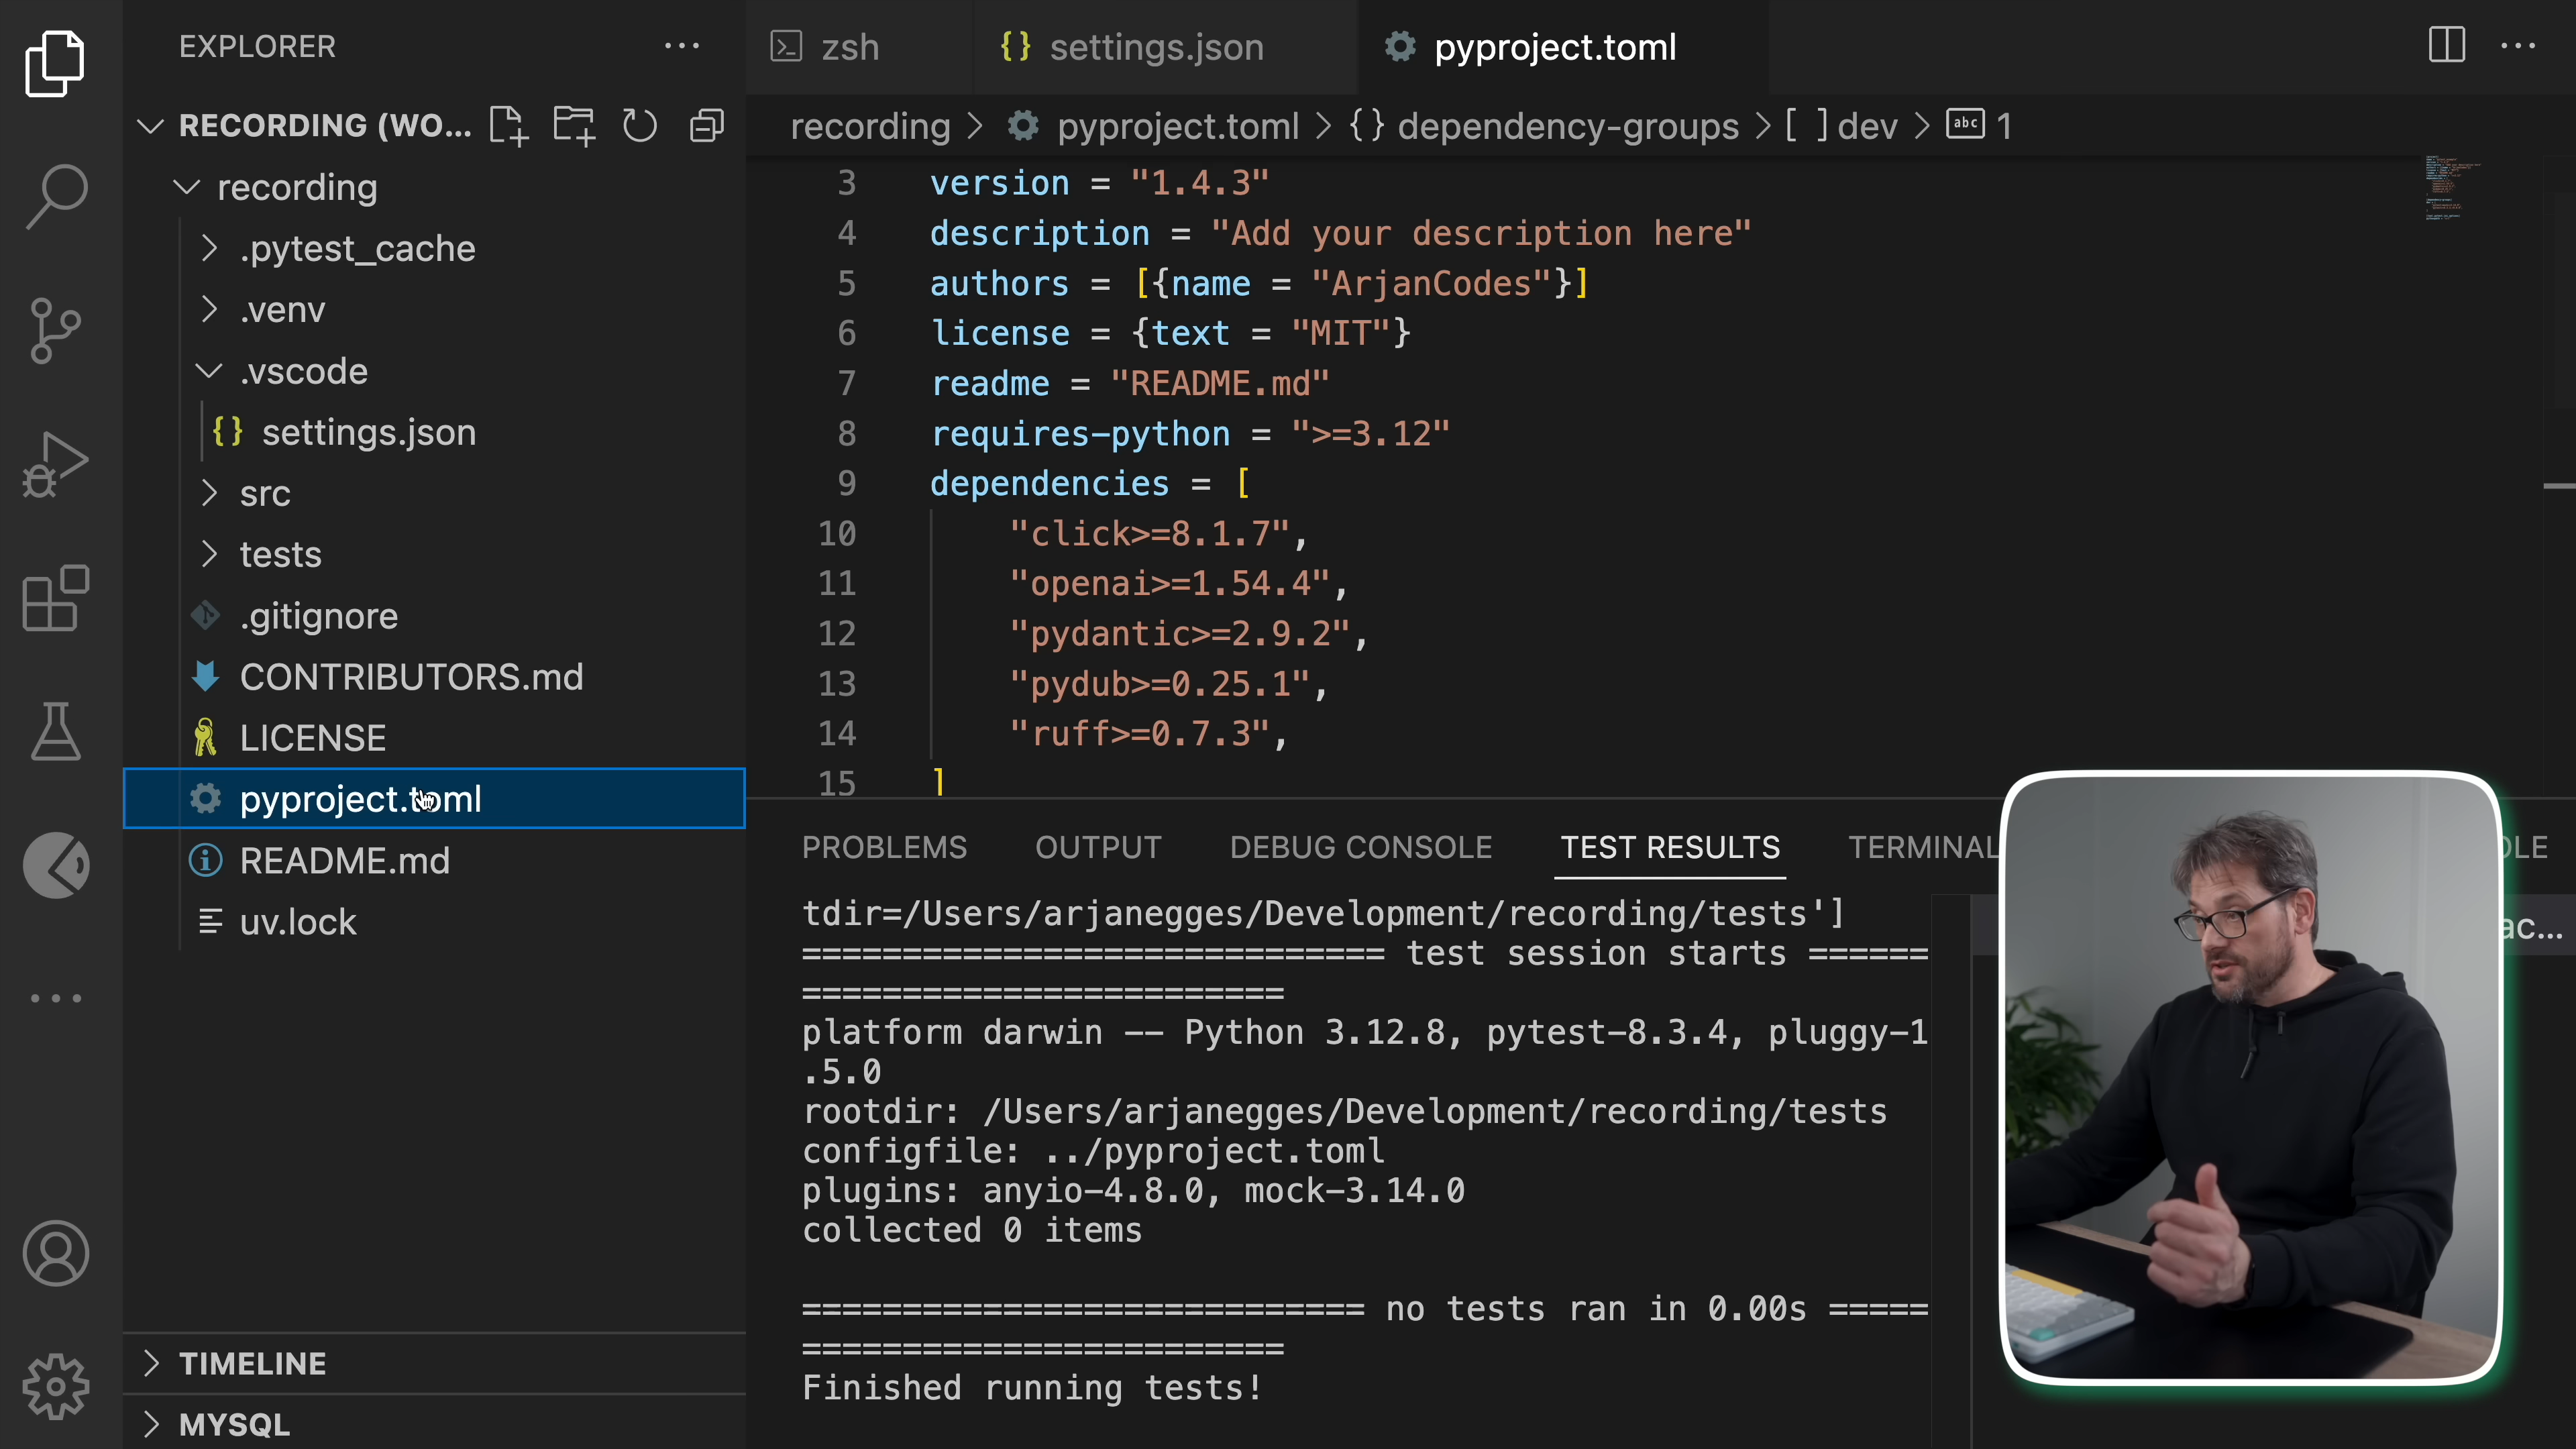 EXPLORER
RECORDING (WO...
recording
.pytest_cache
.venv
.vscode
{} settings.json
src
tests
.gitignore
CONTRIBUTORS.md
LICENSE
pyproject.toml
README.md
uv.lock
TIMELINE
MYSQL
zsh
{} settings.json
pyproject.toml
recording > pyproject.toml > {} dependency-groups > [ ] dev > abc 1
3 version = "1.4.3"
4 description = "Add your description here"
5 authors = [{name = "ArjanCodes"}]
6 license = {text = "MIT"}
7 readme = "README.md"
8 requires-python = ">=3.12"
9 dependencies = [
10 "click>=8.1.7",
11 "openai>=1.54.4",
12 "pydantic>=2.9.2",
13 "pydub>=0.25.1",
14 "ruff>=0.7.3",
15 ]
PROBLEMS OUTPUT DEBUG CONSOLE TEST RESULTS TERMINAL OLE
tdir=/Users/arjanegges/Development/recording/tests']
============================= test session starts ======
========================
platform darwin -- Python 3.12.8, pytest-8.3.4, pluggy-1
.5.0
rootdir: /Users/arjanegges/Development/recording/tests
configfile: ../pyproject.toml
plugins: anyio-4.8.0, mock-3.14.0
collected 0 items
============================ no tests ran in 0.00s =====
========================
Finished running tests!
ac...